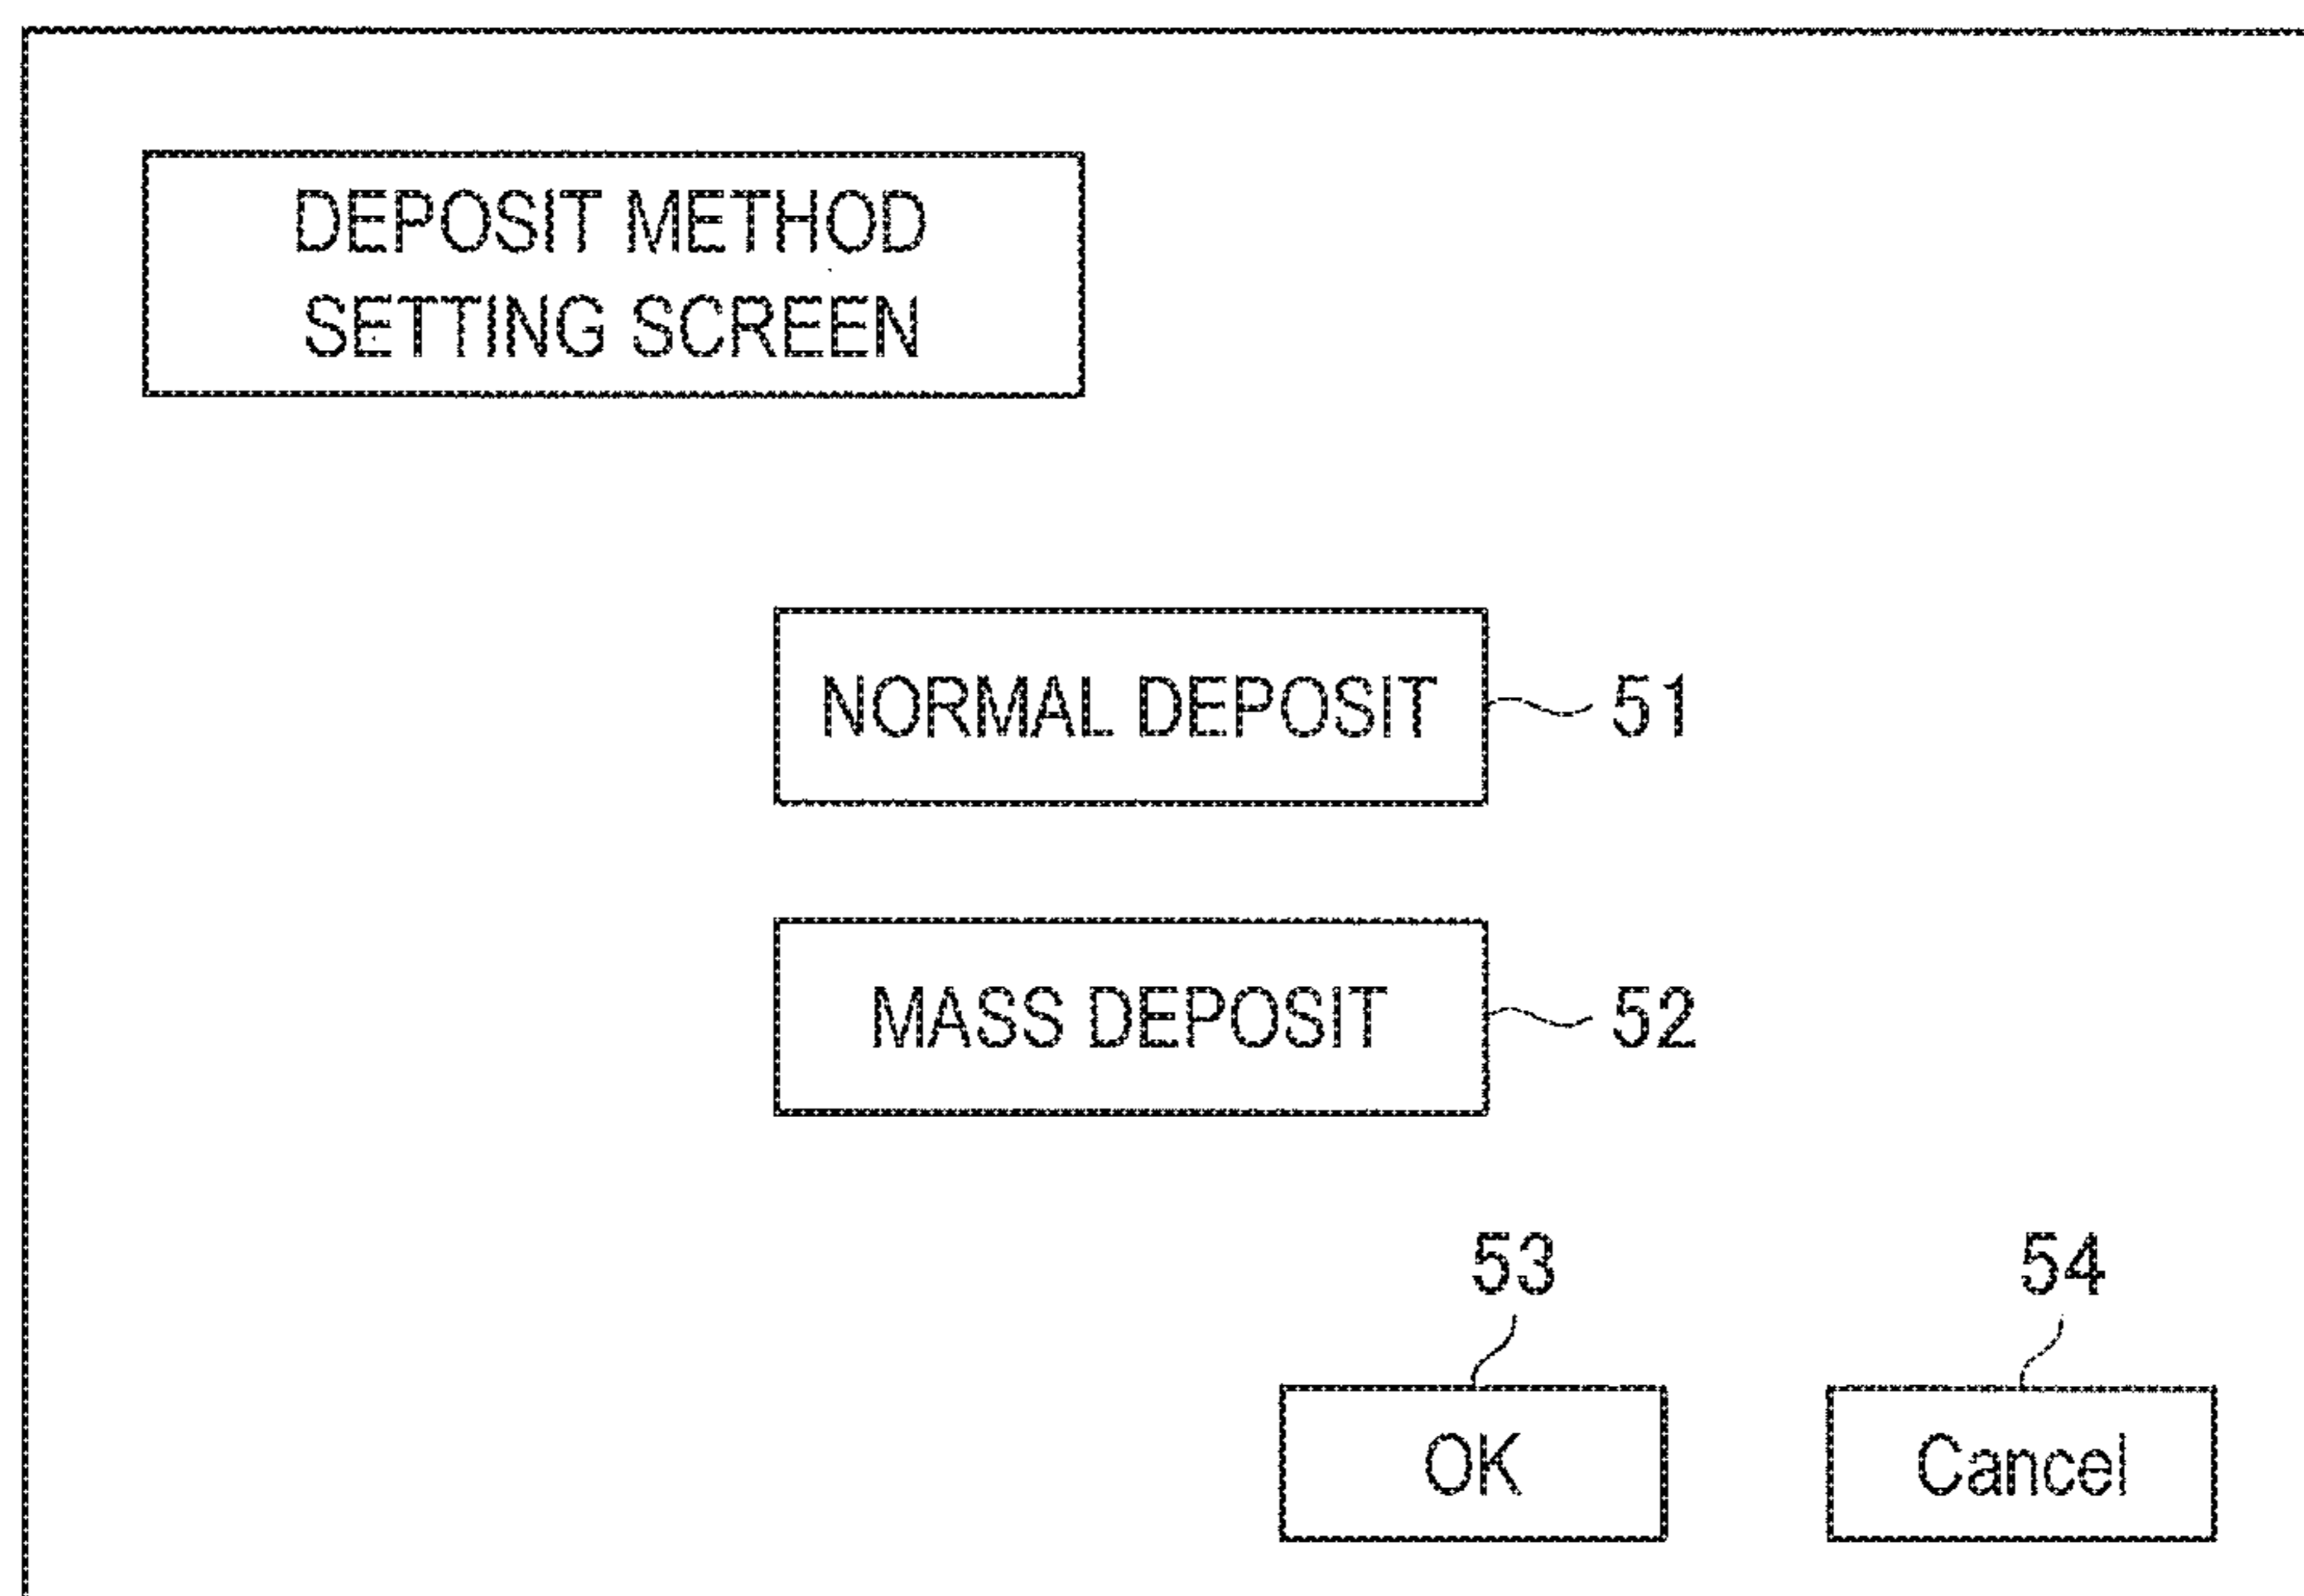 DEPOSIT METHOD
SETTING SCREEN
NORMAL DEPOSIT 51
MASS DEPOSIT 52
53 54
OK Cancel